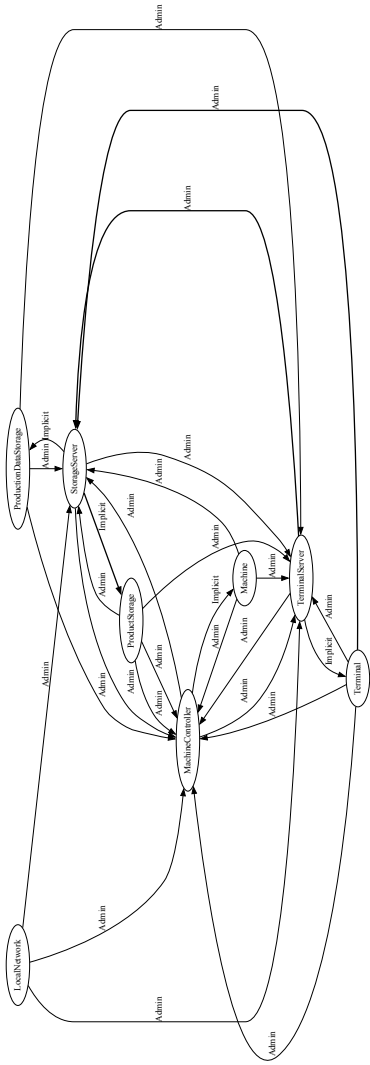 LocalNetwork
ProductionDataStorage
Admin
Admin
Implicit
StorageServer
Admin
Admin
Admin
Implicit
ProductStorage
Admin
Admin
Admin
Admin
Admin
Admin
Admin
MachineController
Admin
Admin
Admin
Implicit
Admin
Admin
Admin
Admin
Machine
Admin
Admin
Admin
TerminalServer
Implicit
Admin
Terminal